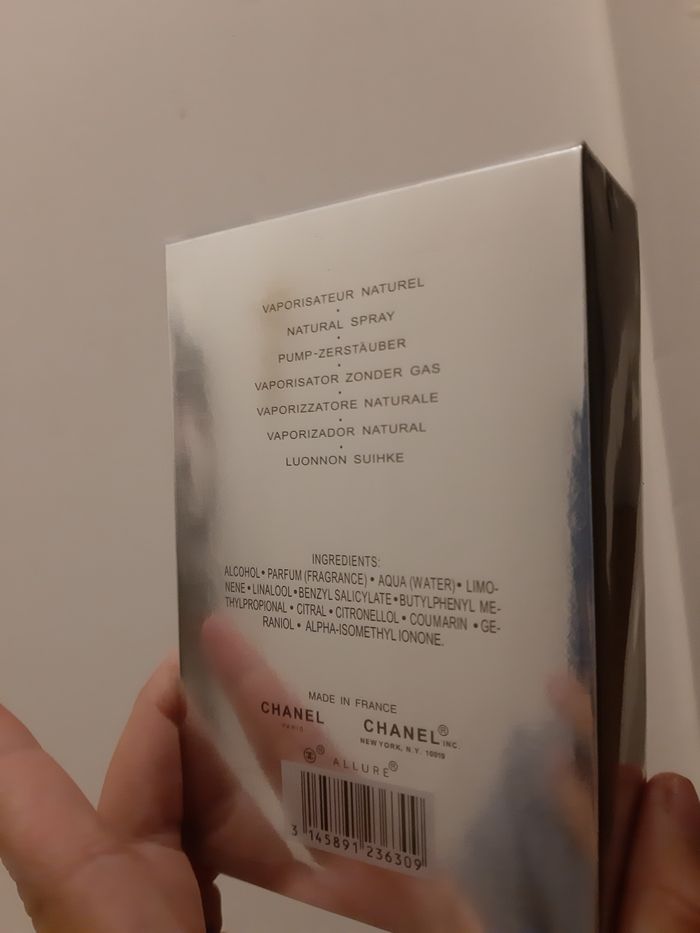 VAPORISATEUR NATUREL
•
NATURAL SPRAY
•
PUMP-ZERSTÄUBER
•
VAPORISATOR ZONDER GAS
•
VAPORIZZATORE NATURALE
•
VAPORIZADOR NATURAL
•
LUONNON SUIHKE
INGREDIENTS:
ALCOHOL • PARFUM (FRAGRANCE) • AQUA (WATER) • LIMO-
NENE • LINALOOL • BENZYL SALICYLATE • BUTYLPHENYL ME-
THYLPROPIONAL • CITRAL • CITRONELLOL • COUMARIN • GE-
RANIOL • ALPHA-ISOMETHYL IONONE.
MADE IN FRANCE
CHANEL
PARIS
CHANEL® INC.
NEW YORK, N.Y. 10019
® ALLURE®
3 145891 236309